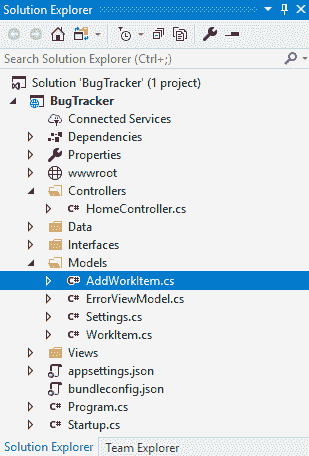 Solution Explorer
Search Solution Explorer (Ctrl+;)
Solution 'BugTracker' (1 project)
BugTracker
Connected Services
Dependencies
Properties
wwwroot
Controllers
C# HomeController.cs
Data
Interfaces
Models
C# AddWorkItem.cs
C# ErrorViewModel.cs
C# Settings.cs
C# WorkItem.cs
Views
appsettings.json
bundleconfig.json
C# Program.cs
C# Startup.cs
Solution Explorer Team Explorer